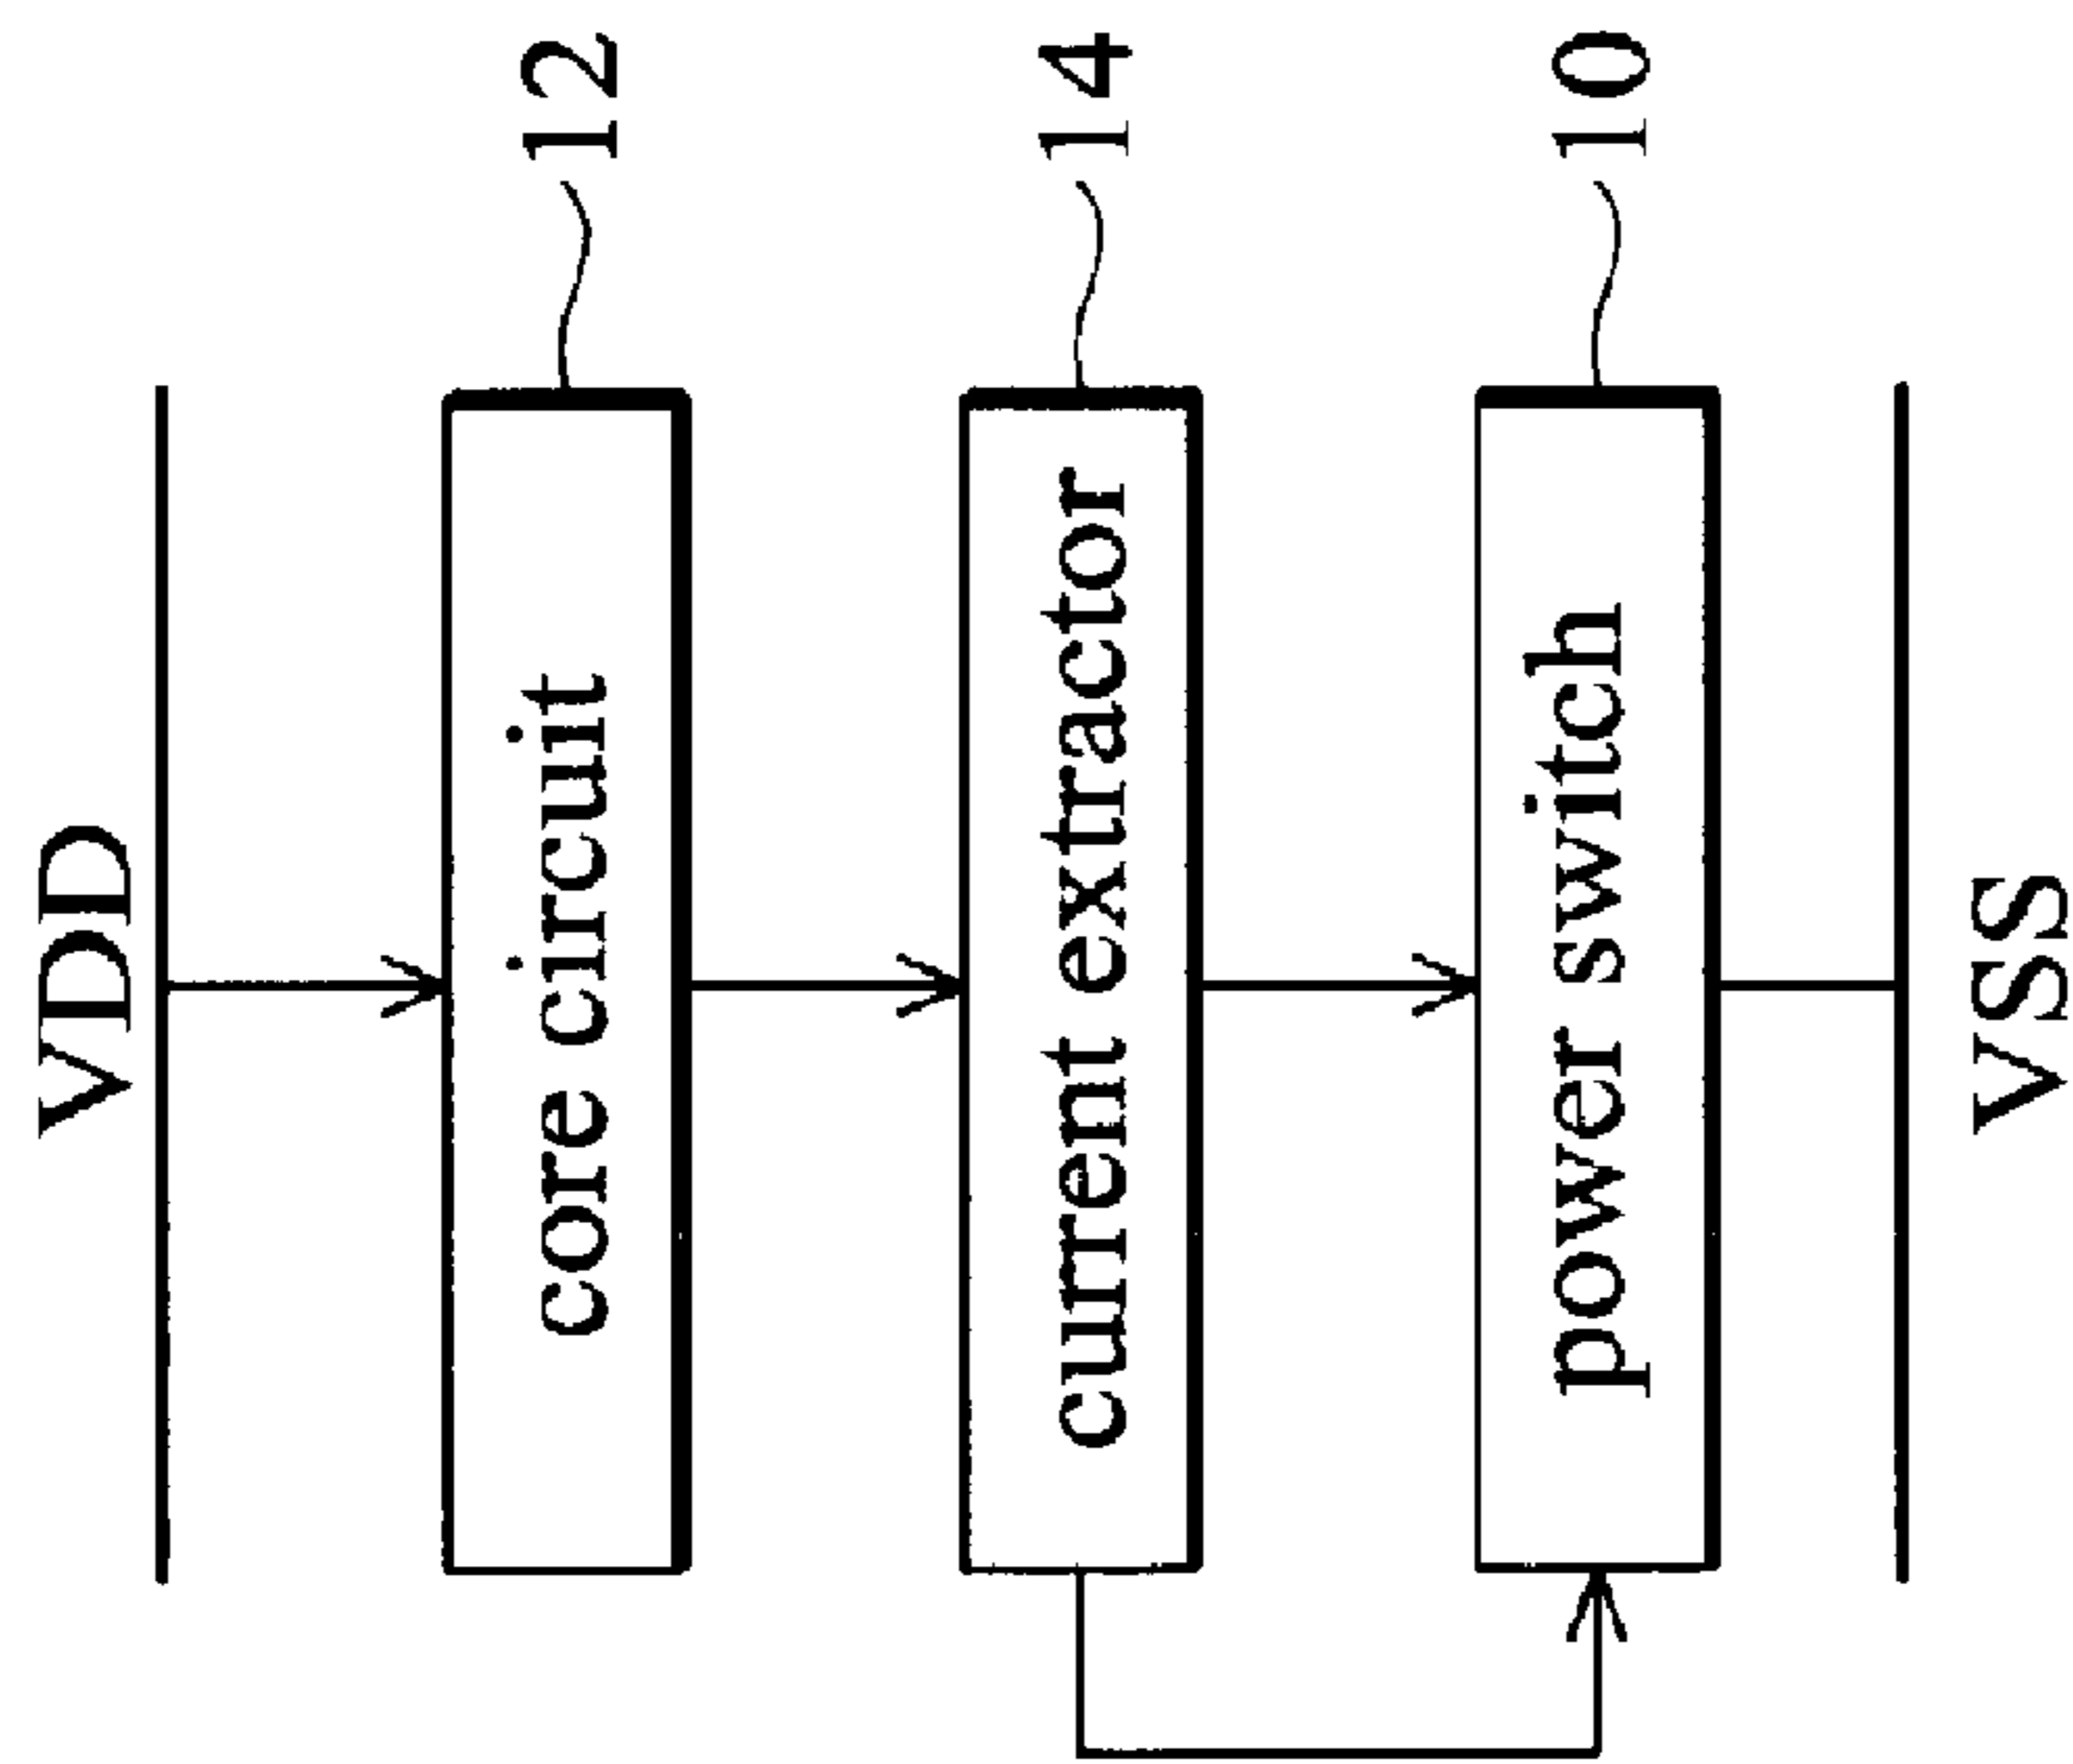 VDD
core circuit
12
current extractor
14
power switch
10
VSS